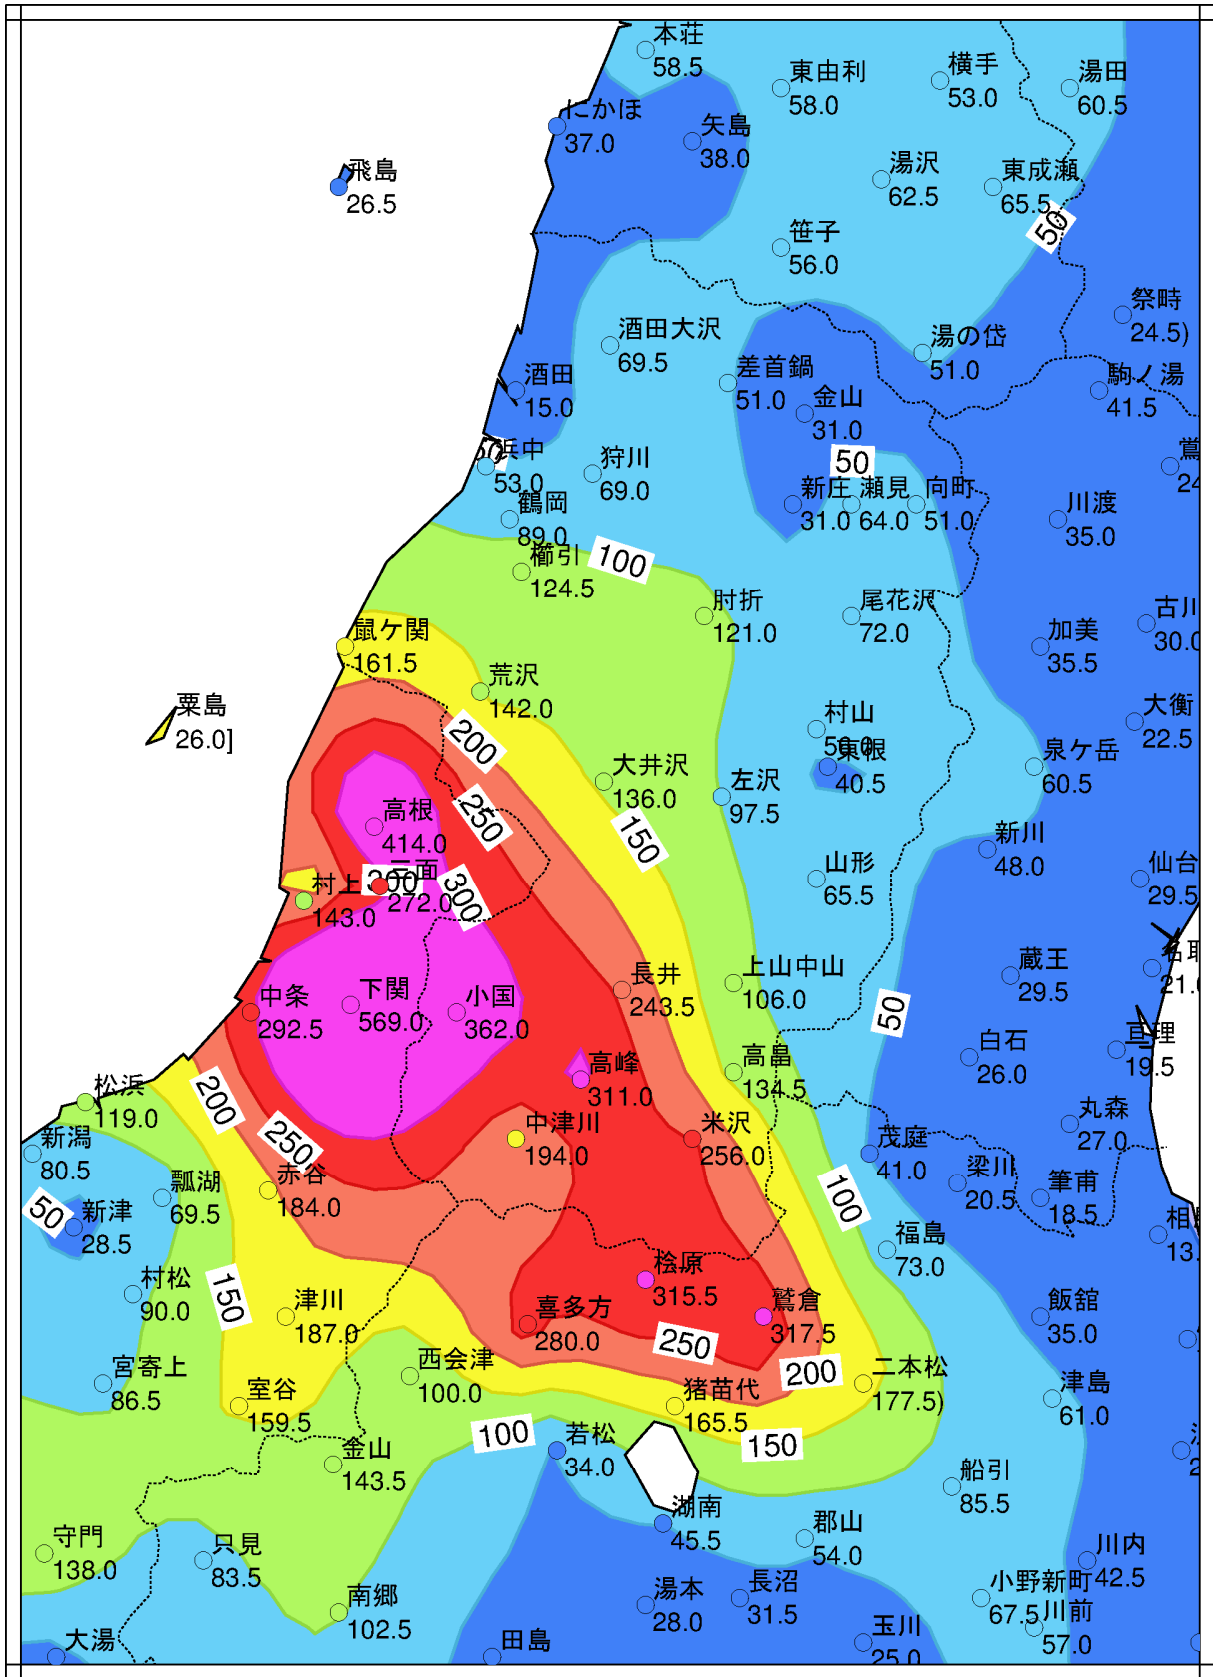 本荘
58.5
東由利
58.0
横手
53.0
湯田
60.5
にかほ
37.0
矢島
38.0
飛島
26.5
湯沢
62.5
東成瀬
65.5
50
笹子
56.0
祭畤
24.5)
酒田大沢
69.5
湯の岱
51.0
差首鍋
51.0
駒ノ湯
41.5
酒田
15.0
金山
31.0
浜中
53.0
狩川
69.0
50
24
新庄
31.0
瀬見
64.0
向町
51.0
鶴岡
89.0
川渡
35.0
櫛引
124.5
100
肘折
121.0
尾花沢
72.0
古川
30.0
鼠ケ関
161.5
加美
35.5
荒沢
142.0
粟島
26.0]
200
村山
大衡
22.5
大井沢
136.0
左沢
97.5
東根
40.5
泉ケ岳
60.5
高根
414.0
250
150
新川
48.0
三面
272.0
300
300
村上
143.0
山形
65.5
仙台
29.5
長井
243.5
上山中山
106.0
蔵王
29.5
名取
21.0
中条
292.5
下関
569.0
小国
362.0
50
白石
26.0
亘理
19.5
高峰
311.0
高畠
134.5
松浜
119.0
200
250
中津川
194.0
米沢
256.0
丸森
27.0
新潟
80.5
茂庭
41.0
瓢湖
69.5
赤谷
184.0
100
梁川
20.5
筆甫
18.5
50
新津
28.5
福島
73.0
相
13.
村松
90.0
150
津川
187.0
桧原
315.5
鷲倉
317.5
飯舘
35.0
喜多方
280.0
250
宮寄上
86.5
西会津
100.0
200
二本松
177.5)
津島
61.0
室谷
159.5
猪苗代
165.5
100
若松
34.0
150
金山
143.5
船引
85.5
2
湖南
45.5
郡山
54.0
守門
138.0
只見
83.5
川内
42.5
南郷
102.5
湯本
28.0
長沼
31.5
小野新町
67.5
川前
57.0
大湯
田島
玉川
25.0